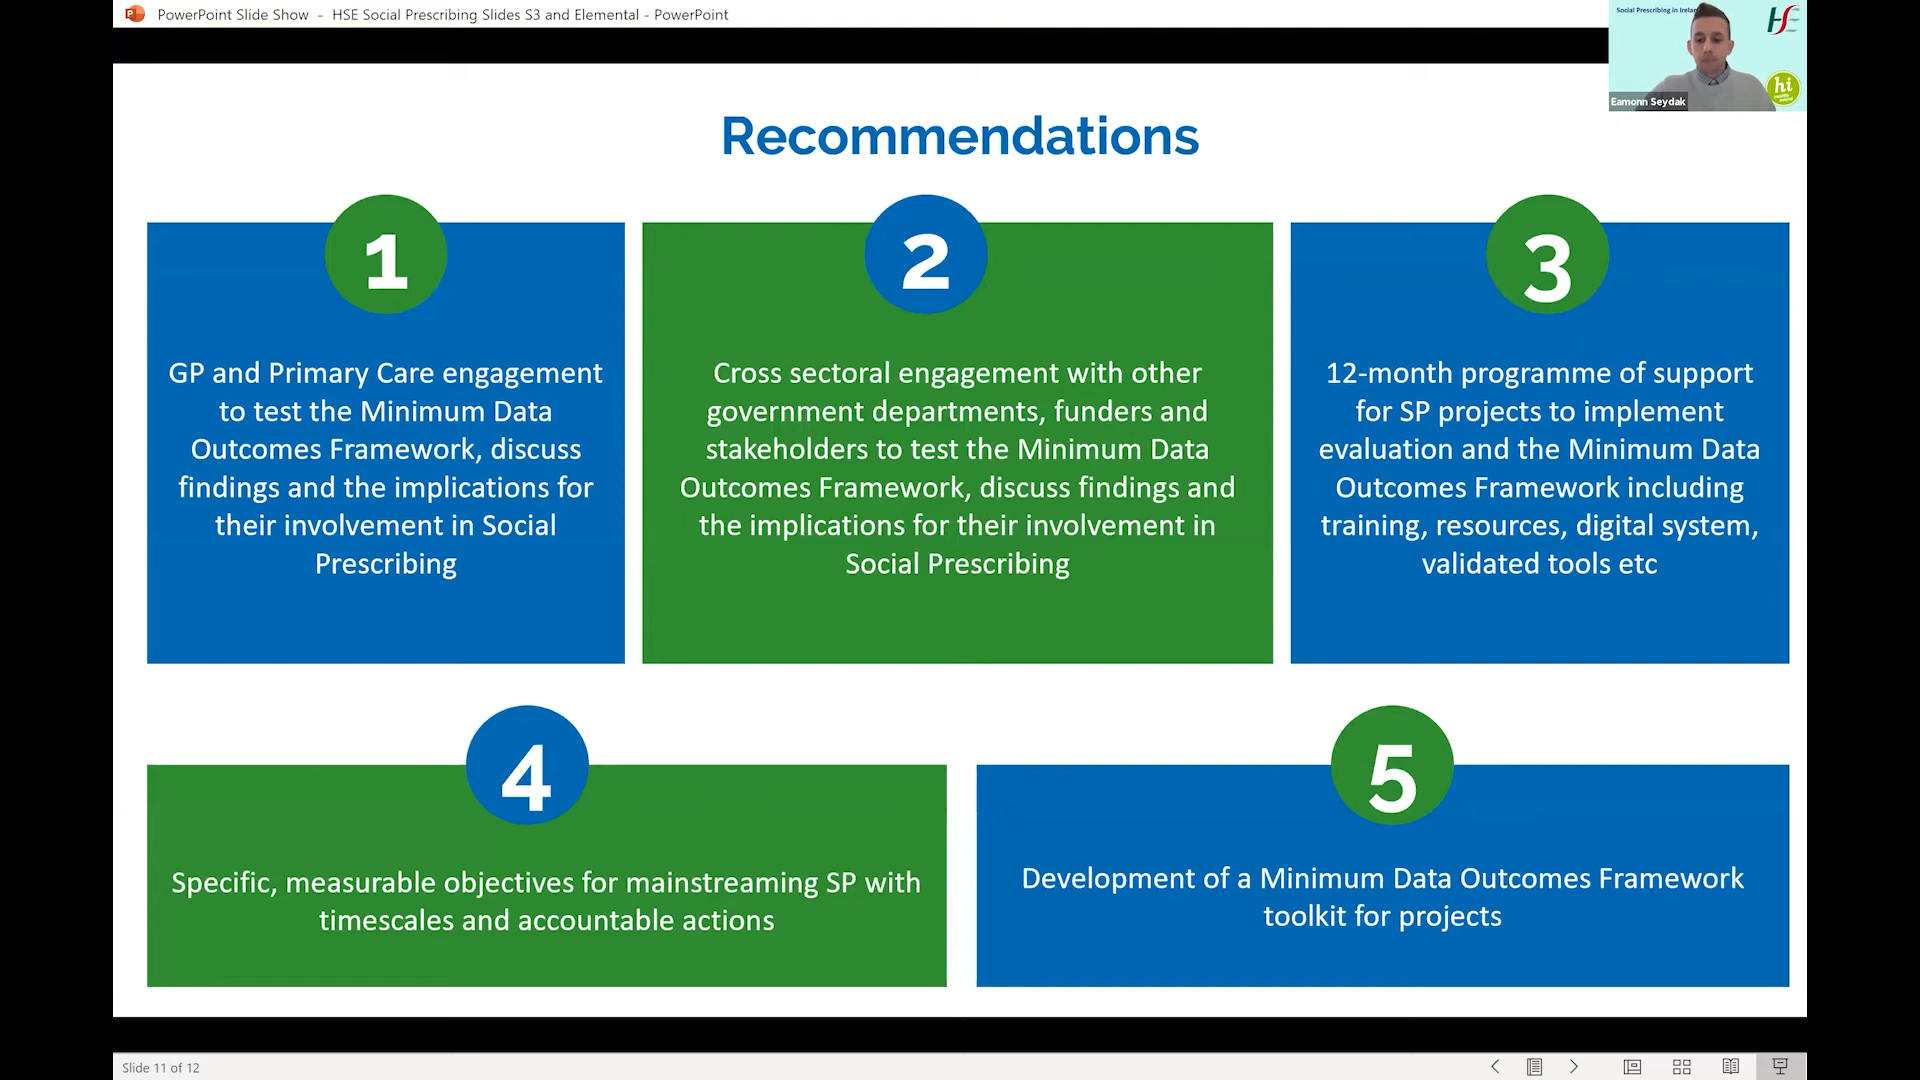 PowerPoint Slide Show - HSE Social Prescribing Slides S3 and Elemental - PowerPoint
Social Prescribing in
Eamonn Seydak
hi
Recommendations
1
GP and Primary Care engagement
to test the Minimum Data
Outcomes Framework, discuss
findings and the implications for
their involvement in Social
Prescribing
2
Cross sectoral engagement with other
government departments, funders and
stakeholders to test the Minimum Data
Outcomes Framework, discuss findings and
the implications for their involvement in
Social Prescribing
3
12-month programme of support
for SP projects to implement
evaluation and the Minimum Data
Outcomes Framework including
training, resources, digital system,
validated tools etc
4
Specific, measurable objectives for mainstreaming SP with
timescales and accountable actions
5
Development of a Minimum Data Outcomes Framework
toolkit for projects
Slide 11 of 12